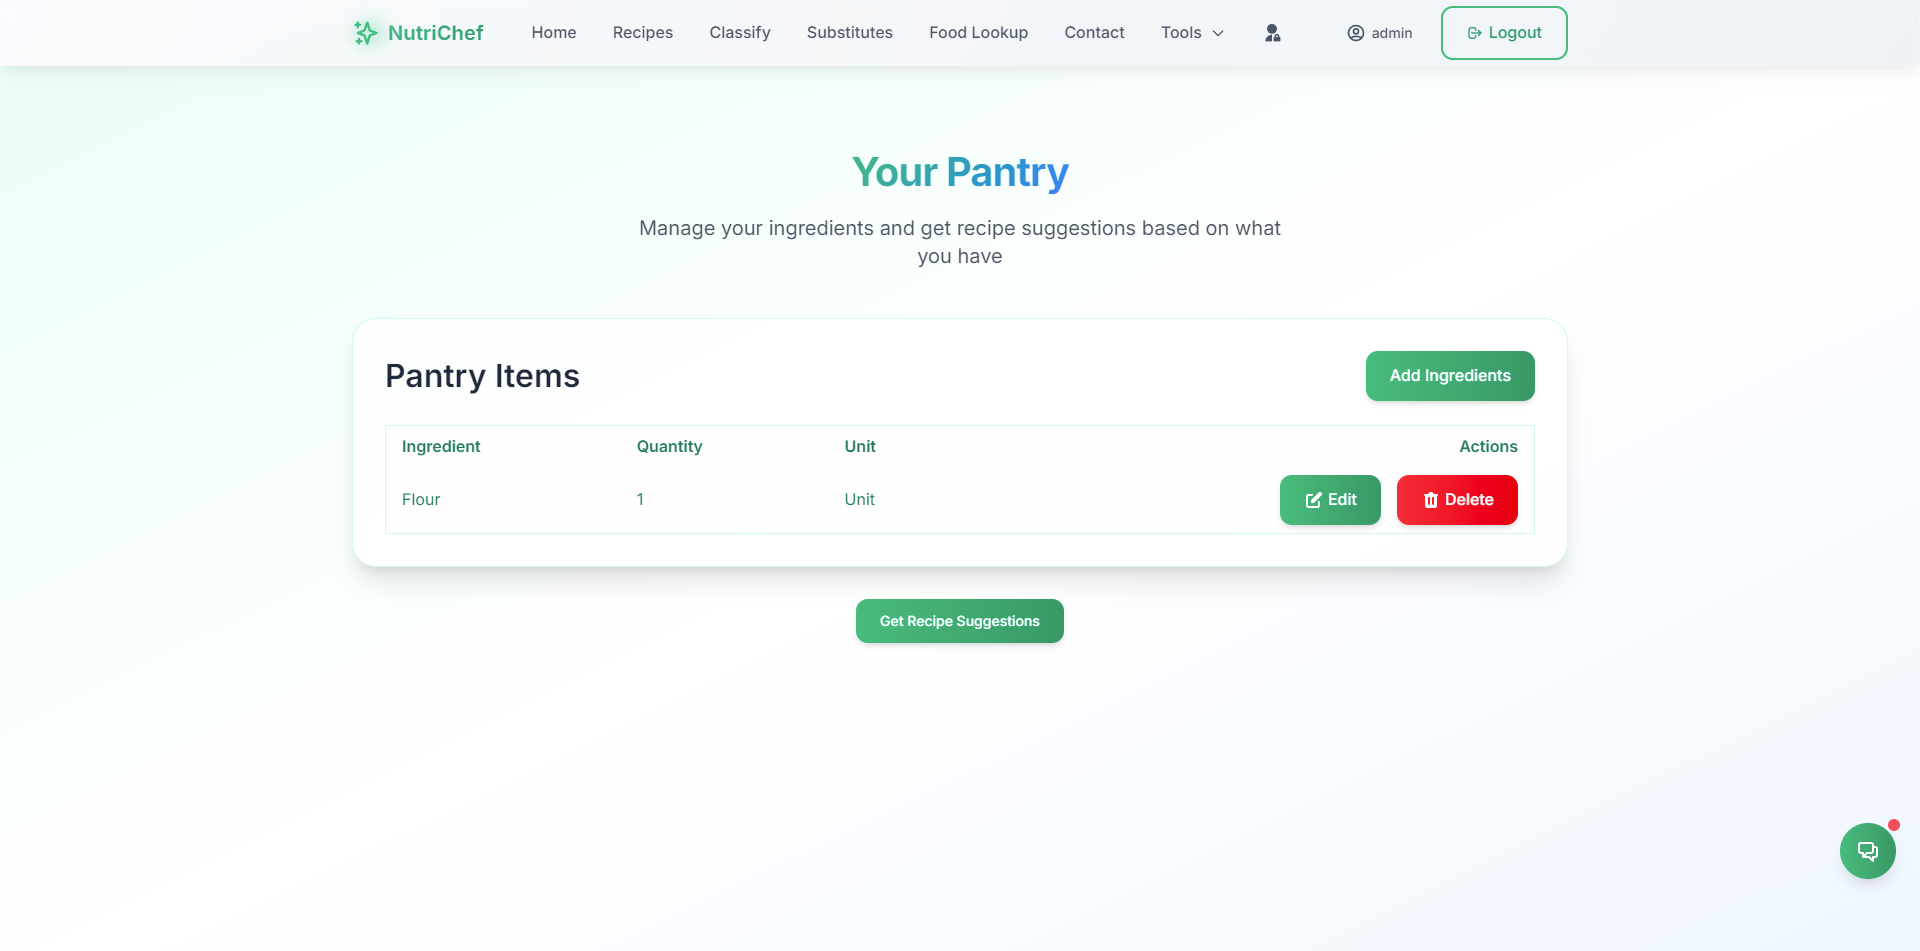 NutriChef Home Recipes Classify Substitutes Food Lookup Contact Tools admin Logout
Your Pantry
Manage your ingredients and get recipe suggestions based on what
you have
Pantry Items Add Ingredients
Ingredient Quantity Unit Actions
Flour 1 Unit Edit Delete
Get Recipe Suggestions